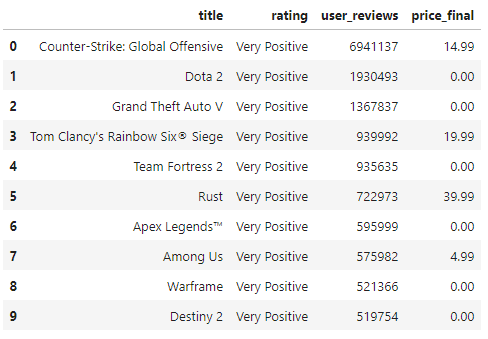 title rating user_reviews price_final
0 Counter-Strike: Global Offensive Very Positive 6941137 14.99
1 Dota 2 Very Positive 1930493 0.00
2 Grand Theft Auto V Very Positive 1367837 0.00
3 Tom Clancy's Rainbow Six® Siege Very Positive 939992 19.99
4 Team Fortress 2 Very Positive 935635 0.00
5 Rust Very Positive 722973 39.99
6 Apex Legends™ Very Positive 595999 0.00
7 Among Us Very Positive 575982 4.99
8 Warframe Very Positive 521366 0.00
9 Destiny 2 Very Positive 519754 0.00